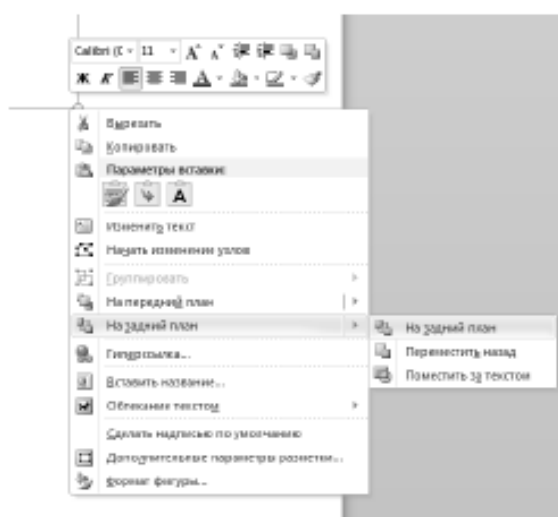 Calibri (С 11
Ж К А
Вырезать
Копировать
Параметры вставки:
А
Изменить текст
Начать изменение узлов
Группировать
На передний план
На задний план
На задний план
Переместить назад
Поместить за текстом
Гиперссылка...
Вставить название...
Обтекание текстом
Сделать надписью по умолчанию
Дополнительные параметры разметки...
Формат фигуры...